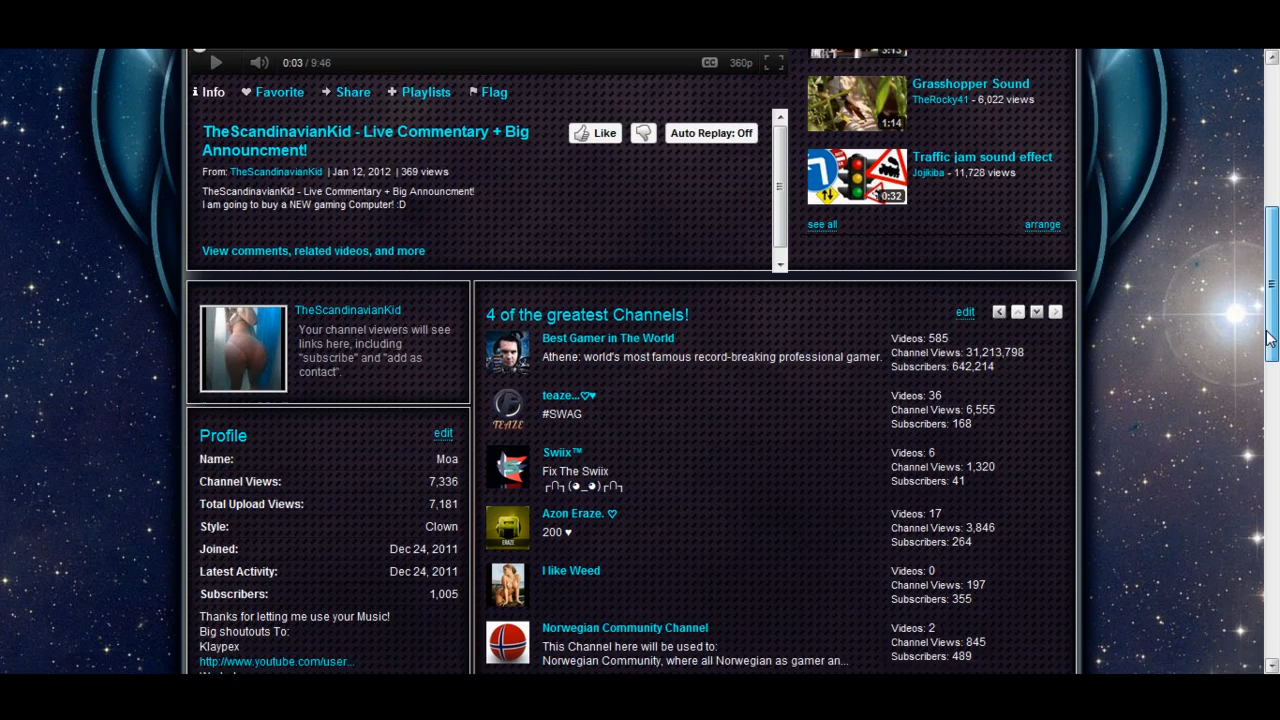 3:13
0:03 / 9:46
CC
360p
Info
Favorite
Share
Playlists
Flag
Grasshopper Sound
TheRocky41 - 6,022 views
1:14
TheScandinavianKid - Live Commentary + Big
Announcment!
Like
Auto Replay: Off
From: TheScandinavianKid | Jan 12, 2012 | 369 views
TheScandinavianKid - Live Commentary + Big Announcment!
I am going to buy a NEW gaming Computer! :D
View comments, related videos, and more
Traffic jam sound effect
Jojikiba - 11,728 views
0:32
see all
arrange
TheScandinavianKid
Your channel viewers will see
links here, including
"subscribe" and "add as
contact".
Profile
edit
Name: Moa
Channel Views: 7,336
Total Upload Views: 7,181
Style: Clown
Joined: Dec 24, 2011
Latest Activity: Dec 24, 2011
Subscribers: 1,005
Thanks for letting me use your Music!
Big shoutouts To:
Klaypex
http://www.youtube.com/user...
4 of the greatest Channels!
edit
Best Gamer in The World
Athene: world's most famous record-breaking professional gamer.
Videos: 585
Channel Views: 31,213,798
Subscribers: 642,214
teaze...♡♥
#SWAG
TEAZE
Videos: 36
Channel Views: 6,555
Subscribers: 168
Swiix™
Fix The Swiix
┌∩┐(◕_◕)┌∩┐
Videos: 6
Channel Views: 1,320
Subscribers: 41
Azon Eraze. ♡
200 ♥
ERAZE
Videos: 17
Channel Views: 3,846
Subscribers: 264
I like Weed
Videos: 0
Channel Views: 197
Subscribers: 355
Norwegian Community Channel
This Channel here will be used to:
Norwegian Community, where all Norwegian as gamer an...
Videos: 2
Channel Views: 845
Subscribers: 489